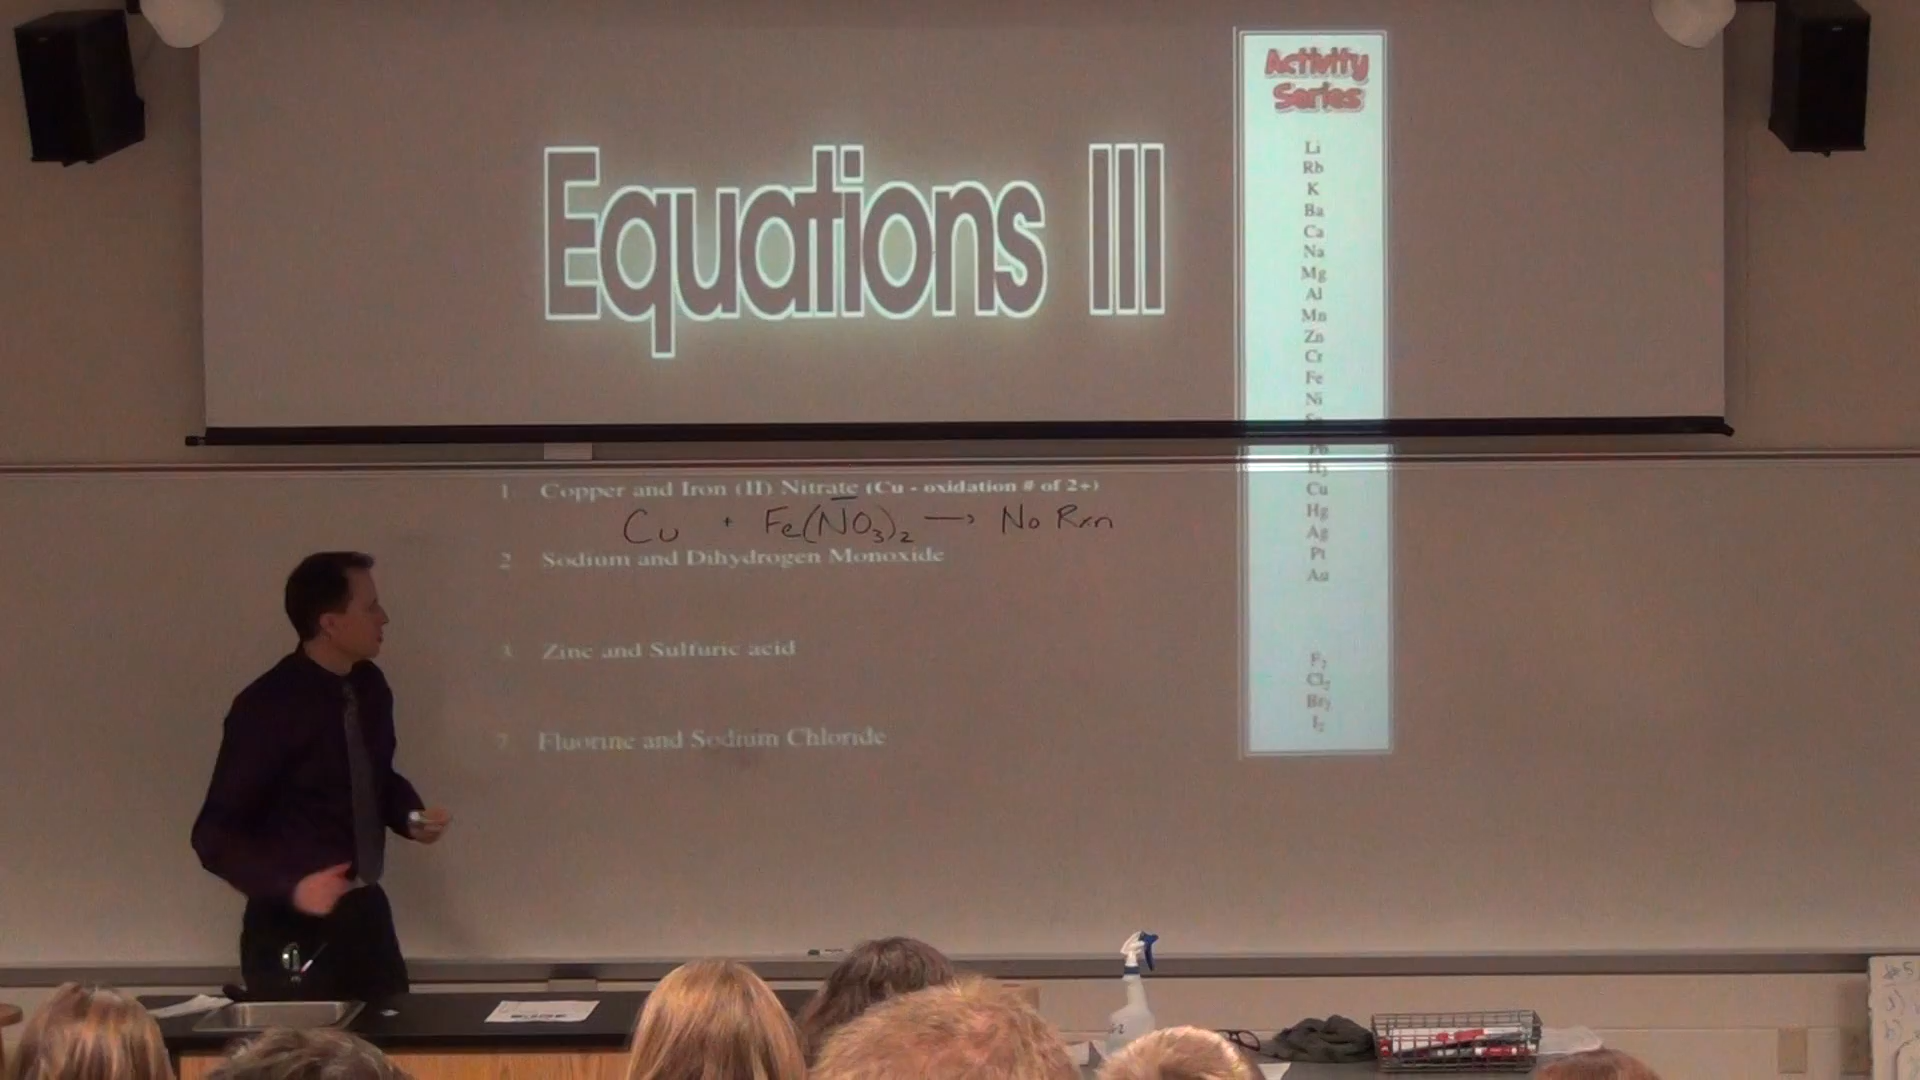 Equations III
Activity
Series
Li
Rb
K
Ba
Ca
Na
Mg
Al
Mn
Zn
Cr
Fe
Ni
Pb
H₂
Cu
Hg
Ag
Pt
Au
F₂
Cl₂
Br₂
I₂
1 Copper and Iron (II) Nitrate (Cu - oxidation # of 2+)
Cu + Fe(NO₃)₂ → No Rxn
2 Sodium and Dihydrogen Monoxide
3 Zinc and Sulfuric acid
Fluorine and Sodium Chloride